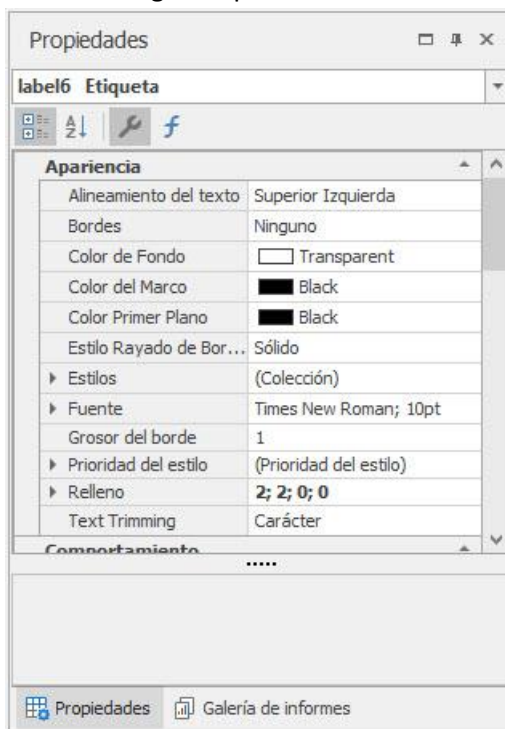 Propiedades
label6 Etiqueta
Apariencia
Alineamiento del texto Superior Izquierda
Bordes Ninguno
Color de Fondo Transparent
Color del Marco Black
Color Primer Plano Black
Estilo Rayado de Bor... Sólido
Estilos (Colección)
Fuente Times New Roman; 10pt
Grosor del borde 1
Prioridad del estilo (Prioridad del estilo)
Relleno 2; 2; 0; 0
Text Trimming Carácter
Comportamiento
Propiedades Galería de informes